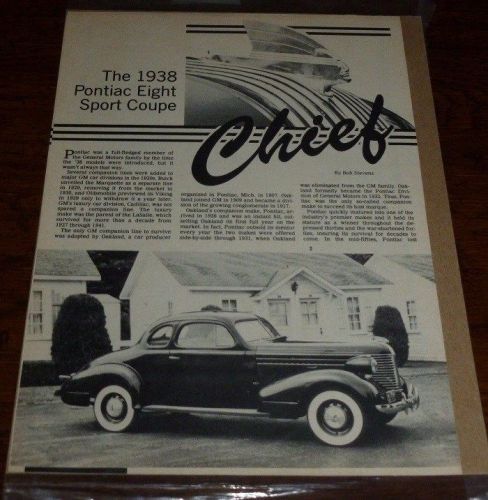 The 1938
Pontiac Eight
Sport Coupe
Chief
By Bob Stevens
Pontiac was a full-fledged member of
the General Motors family by the time
the '38 models were introduced, but it
wasn't always that way.
Several companion lines were added to
major GM car divisions in the 1920s. Buick
unveiled the Marquette as a separate line
in 1929, removing it from the market in
1930, and Oldsmobile previewed its Viking
in 1929 only to withdraw it a year later.
GM's luxury car division, Cadillac, was not
spared a companion line. The luxury
make was the parent of the LaSalle, which
survived for more than a decade from
1927 through 1941.
The only GM companion line to survive
was adopted by Oakland, a car producer
organized in Pontiac, Mich. in 1907. Oak-
land joined GM in 1909 and became a divi-
sion of the growing conglomerate in 1917.
Oakland's companion make, Pontiac, ar-
rived in 1926 and was an instant hit, out-
selling Oakland its first full year on the
market. In fact, Pontiac outsold its mentor
every year the two makes were offered
side-by-side through 1931, when Oakland
was eliminated from the GM family. Oak-
land formally became the Pontiac Divi-
sion of General Motors in 1932. Thus, Pon-
tiac was the only so-called companion
make to succeed its host marque.
Pontiac quickly matured into one of the
industry's premier makes and it held its
status as a winner throughout the de-
pressed thirties and the war-shortened for-
ties, insuring its survival for decades to
come. In the mid-fifties, Pontiac lost